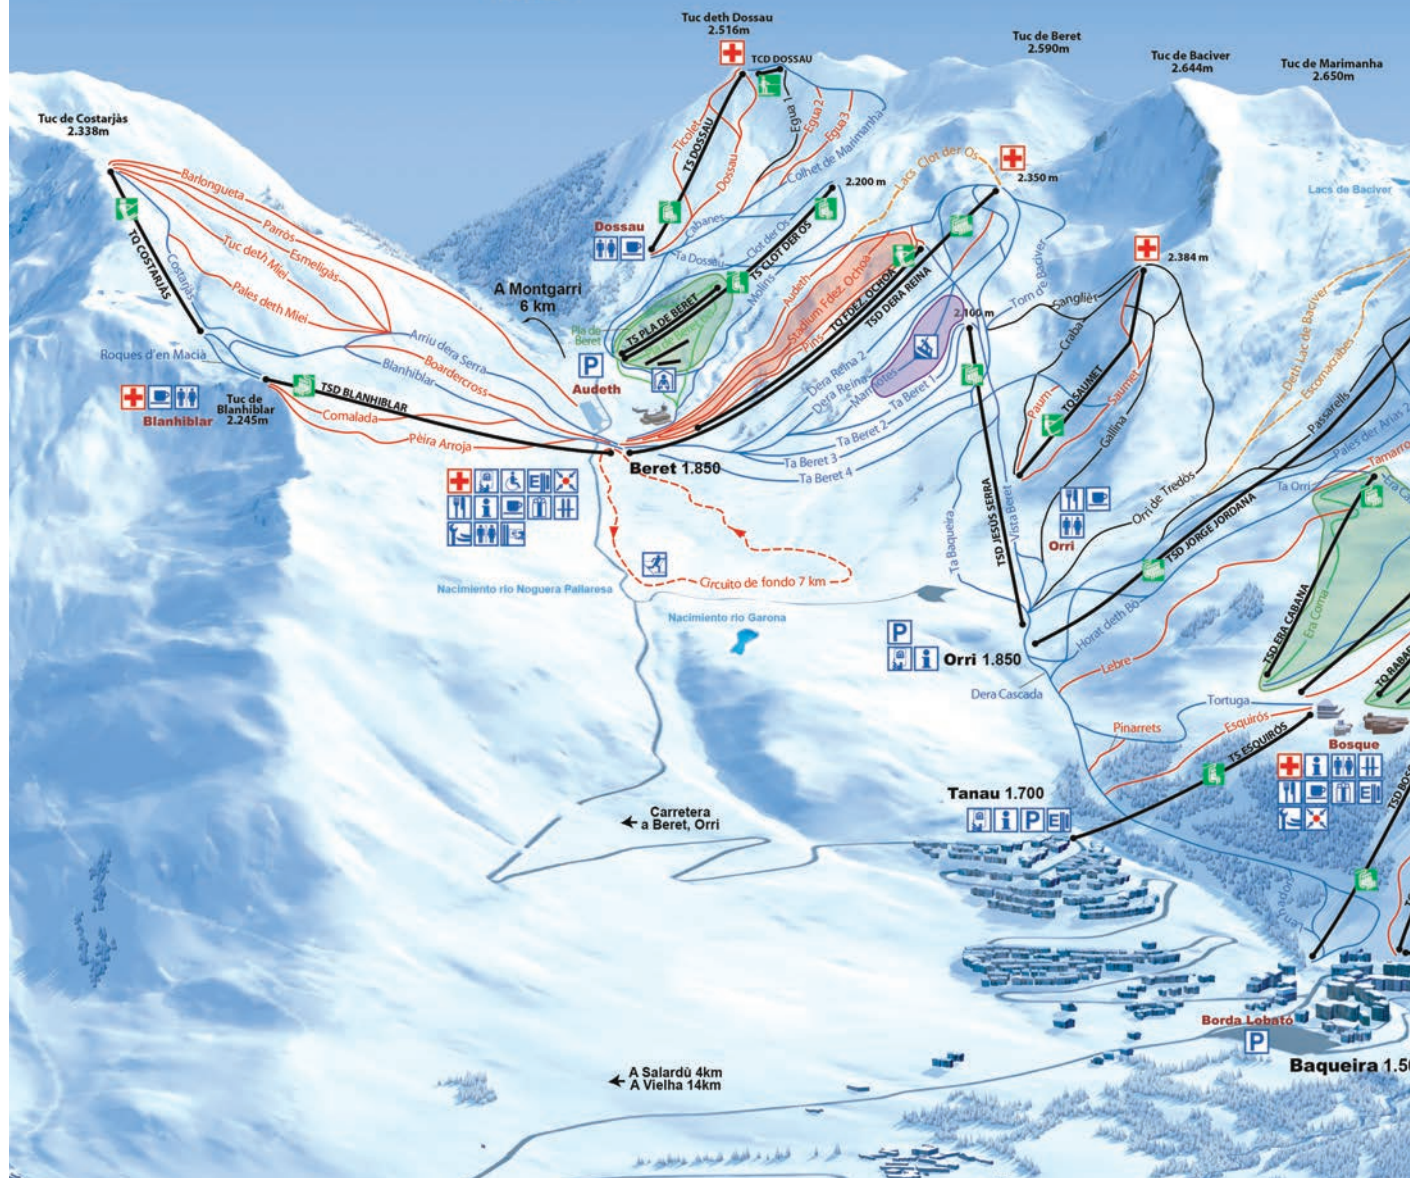 Tuc deth Dossau
2.516m
TCD DOSSAU
Tuc de Beret
2.590m
Tuc de Baciver
2.644m
Tuc de Marimanha
2.650m
Tuc de Costarjàs
2.338m
Ticolet
TS DOSSAU
Dossau
Egua 1
Egua 2
Egua 3
Colhet de Marimanha
Lacs Clot der Os
2.350 m
2.200 m
Lacs de Baciver
Barlongueta
Parròs
Esmeligàs
Tuc deth Miei
Pales deth Miei
TQ COSTARJÀS
Costarjàs
Dossau
Cabanes
Ta Dossau
Clot der Os
TS CLOT DER OS
Molins
Audeth
Stadium Fdez. Ochoa
TQ FDEZ. OCHOA
TSD DERA REINA
Pins
Torn de Baciver
2.384 m
Sanglièt
Craba
A Montgarri
6 km
Pla de
Beret
TS PLA DE BERET
2.100 m
P
Audeth
Roques d'en Macià
Arriu dera Serra
Boardercross
Blanhiblar
TSD BLANHIBLAR
Blanhiblar
Tuc de
Blanhiblar
2.245m
Comalada
Pèira Arroja
Dera Reina 2
Dera Reina
Marmotes
Ta Beret 1
Ta Beret 2
Ta Beret 3
Ta Beret 4
Beret 1.850
Paum
TQ SAUMET
Saumet
Gallina
Deth Lac de Baciver
Escornacabes
Passarells
Pales der Arias 2
Tamarro
Ta Orri
Orri de Tredòs
TSD JORGE JORDANA
Orri
Vista Beret
TSD JESÚS SERRA
Ta Baqueira
Circuito de fondo 7 km
Nacimiento río Noguera Pallaresa
Nacimiento río Garona
P
Orri 1.850
Dera Cascada
Horat deth Bo
Lebre
TSD ERA CABANA
Era Coma
Tortuga
Pinarrets
Esquirós
TS ESQUIRÓS
Bosque
Tanau 1.700
P
Carretera
a Beret, Orri
Lenhador
TSD BOS
Borda Lobató
P
Baqueira 1.50
A Salardú 4km
A Vielha 14km